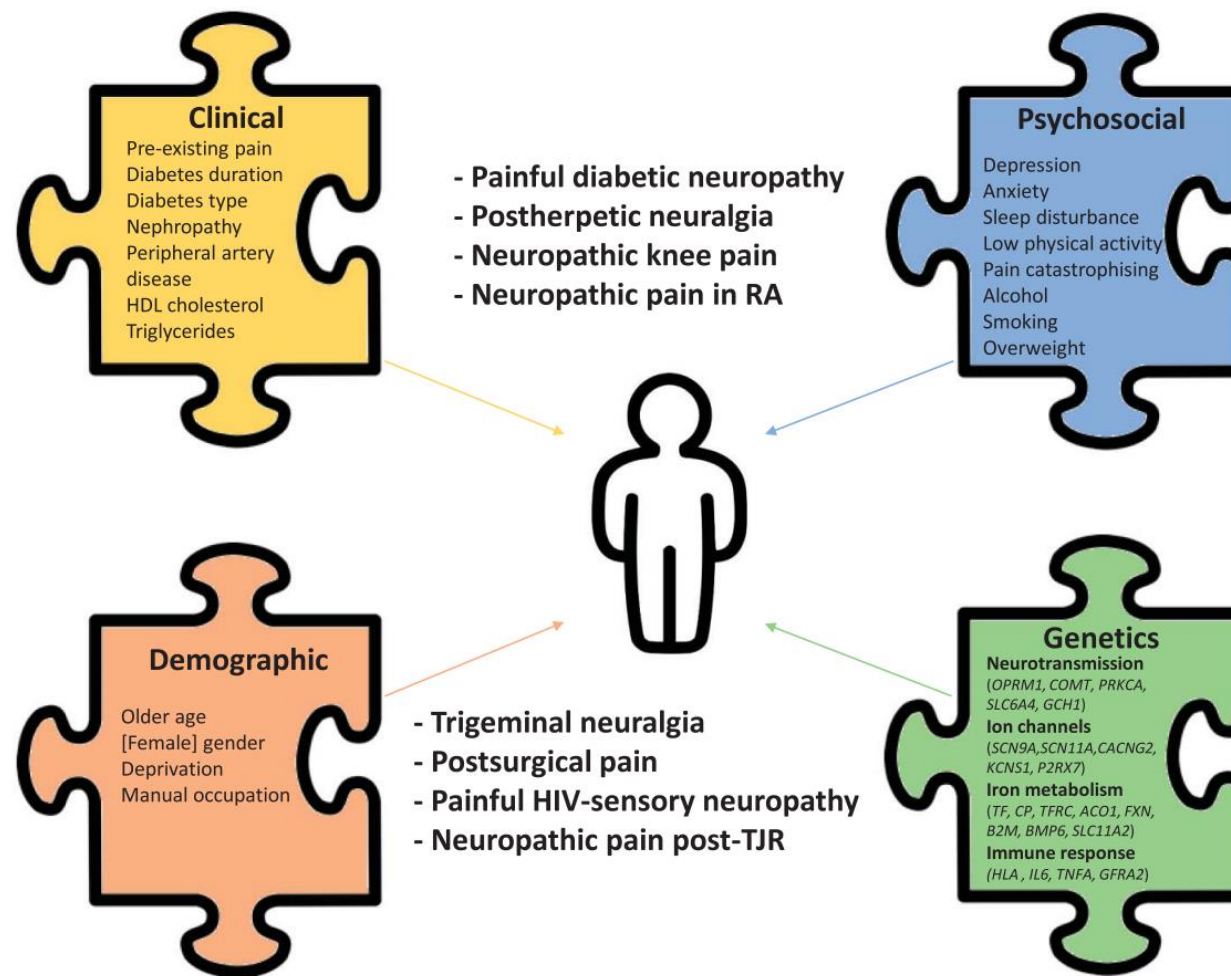 Clinical
Pre-existing pain
Diabetes duration
Diabetes type
Nephropathy
Peripheral artery
disease
HDL cholesterol
Triglycerides
- Painful diabetic neuropathy
- Postherpetic neuralgia
- Neuropathic knee pain
- Neuropathic pain in RA
Psychosocial
Depression
Anxiety
Sleep disturbance
Low physical activity
Pain catastrophising
Alcohol
Smoking
Overweight
Demographic
Older age
[Female] gender
Deprivation
Manual occupation
- Trigeminal neuralgia
- Postsurgical pain
- Painful HIV-sensory neuropathy
- Neuropathic pain post-TJR
Genetics
Neurotransmission
(OPRM1, COMT, PRKCA,
SLC6A4, GCH1)
Ion channels
(SCN9A,SCN11A,CACNG2,
KCNS1, P2RX7)
Iron metabolism
(TF, CP, TFRC, ACO1, FXN,
B2M, BMP6, SLC11A2)
Immune response
(HLA , IL6, TNFA, GFRA2)